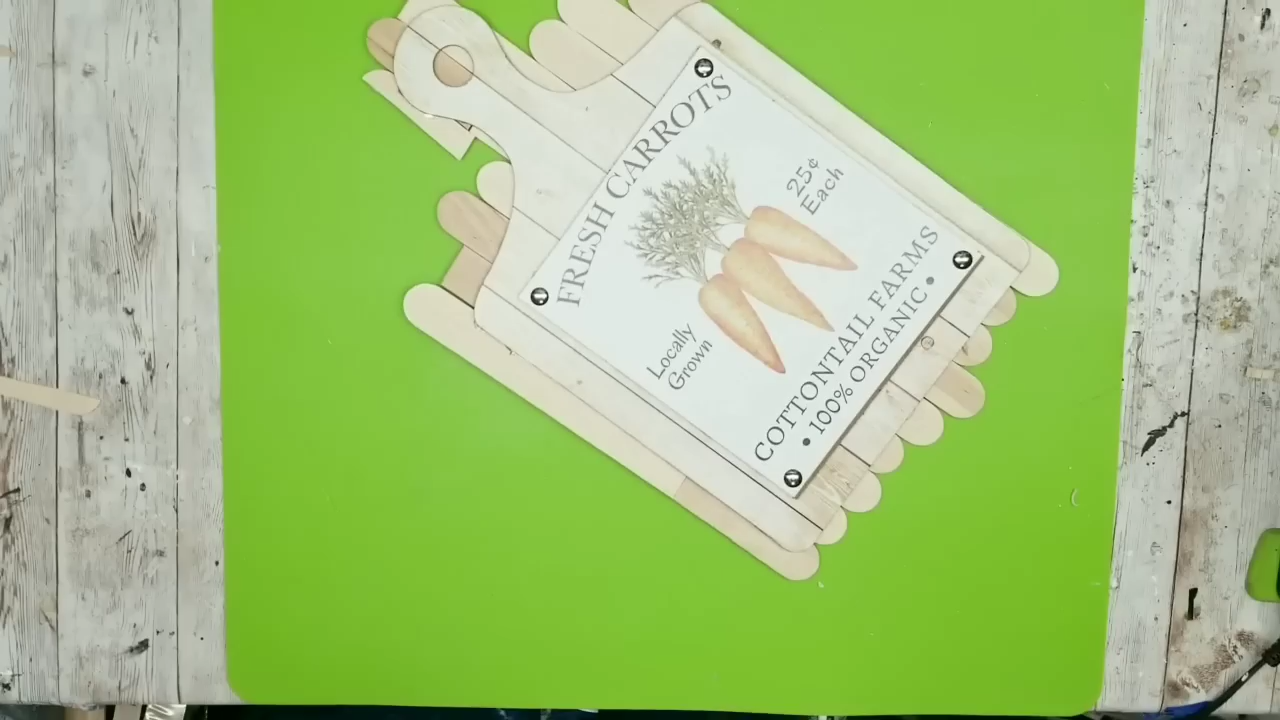 FRESH CARROTS
25¢
Each
Locally
Grown
COTTONTAIL FARMS
• 100% ORGANIC •